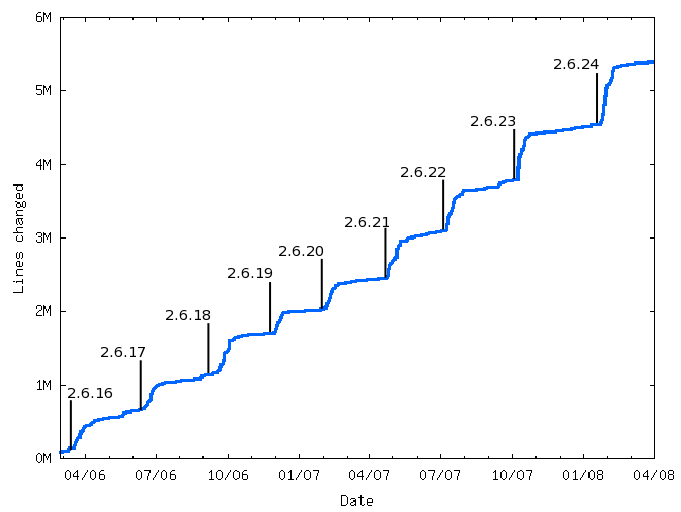 6M
5M
4M
3M
2M
1M
0M
Lines changed
2.6.16
2.6.17
2.6.18
2.6.19
2.6.20
2.6.21
2.6.22
2.6.23
2.6.24
04/06 07/06 10/06 01/07 04/07 07/07 10/07 01/08 04/08
Date